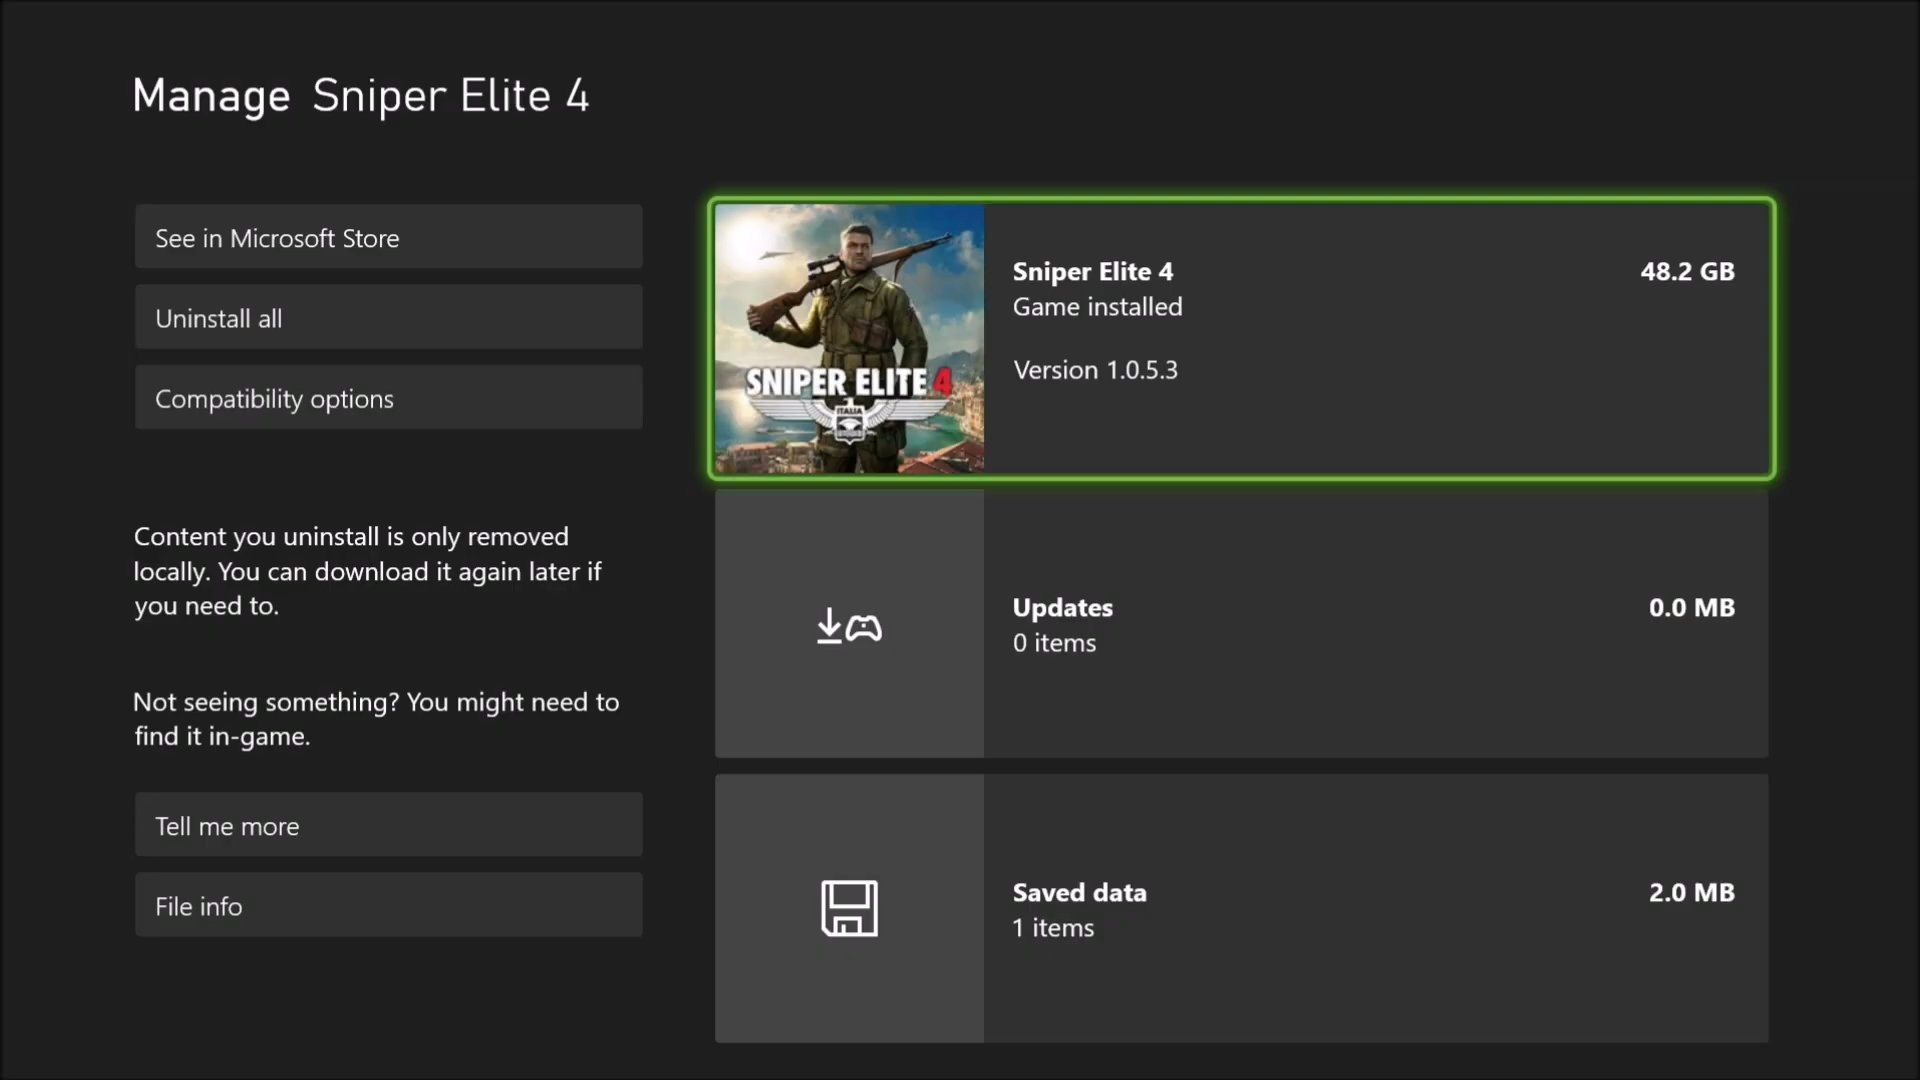 Manage Sniper Elite 4
See in Microsoft Store
Uninstall all
Compatibility options
Content you uninstall is only removed
locally. You can download it again later if
you need to.
Not seeing something? You might need to
find it in-game.
Tell me more
File info
SNIPER ELITE 4
ITALIA
Sniper Elite 4
48.2 GB
Game installed
Version 1.0.5.3
Updates
0.0 MB
0 items
Saved data
2.0 MB
1 items